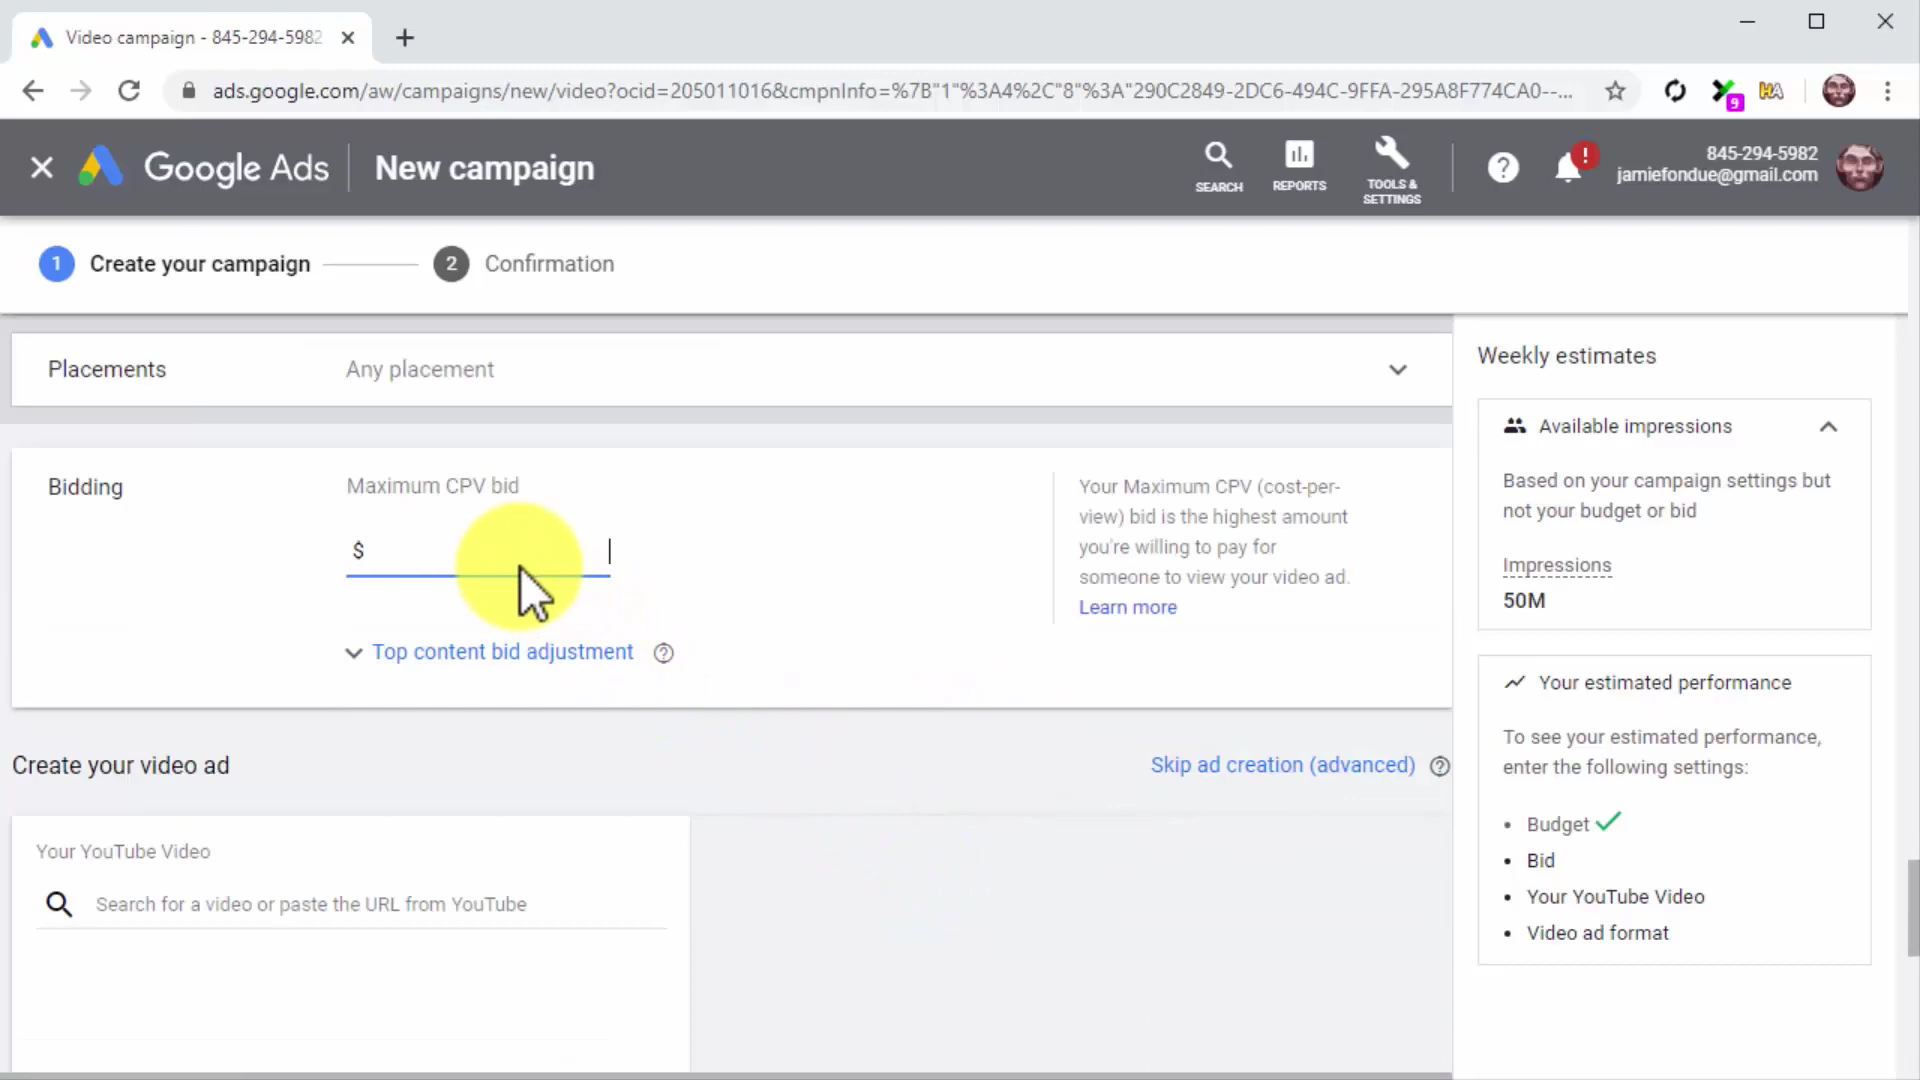 Video campaign - 845-294-5982
ads.google.com/aw/campaigns/new/video?ocid=205011016&cmpnInfo=%7B"1"%3A4%2C"8"%3A"290C2849-2DC6-494C-9FFA-295A8F774CA0--...
9
HA
Google Ads
New campaign
SEARCH
REPORTS
TOOLS &
SETTINGS
?
!
845-294-5982
jamiefondue@gmail.com
1 Create your campaign
2 Confirmation
Placements
Any placement
Bidding
Maximum CPV bid
$
Top content bid adjustment ?
Your Maximum CPV (cost-per-
view) bid is the highest amount
you're willing to pay for
someone to view your video ad.
Learn more
Create your video ad
Skip ad creation (advanced) ?
Your YouTube Video
Search for a video or paste the URL from YouTube
Weekly estimates
Available impressions
Based on your campaign settings but
not your budget or bid
Impressions
50M
Your estimated performance
To see your estimated performance,
enter the following settings:
• Budget
• Bid
• Your YouTube Video
• Video ad format